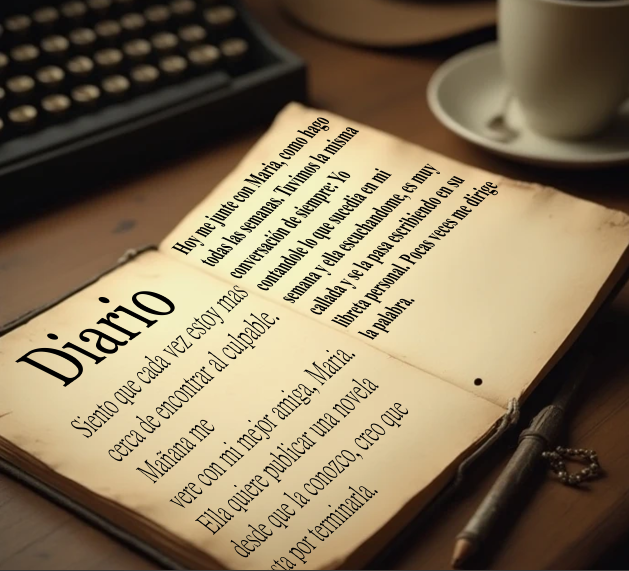 Diario
Siento que cada vez estoy mas
cerca de encontrar al culpable.
Mañana me
vere con mi mejor amiga, Maria.
Ella quiere publicar una novela
desde que la conozco, creo que
sta por terminarla.
Hoy me junte con Maria, como hago
todas las semanas. Tuvimos la misma
conversación de siempre: Yo
contandole lo que sucedia en mi
semana y ella escuchandome, es muy
callada y se la pasa escribiendo en su
libreta personal. Pocas veces me dirige
la palabra.